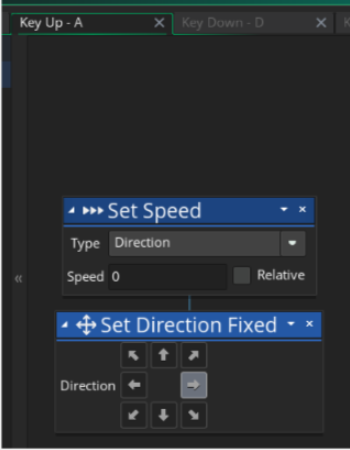 Key Up - A
Key Down - D
Set Speed
Type Direction
Speed 0 Relative
Set Direction Fixed
Direction